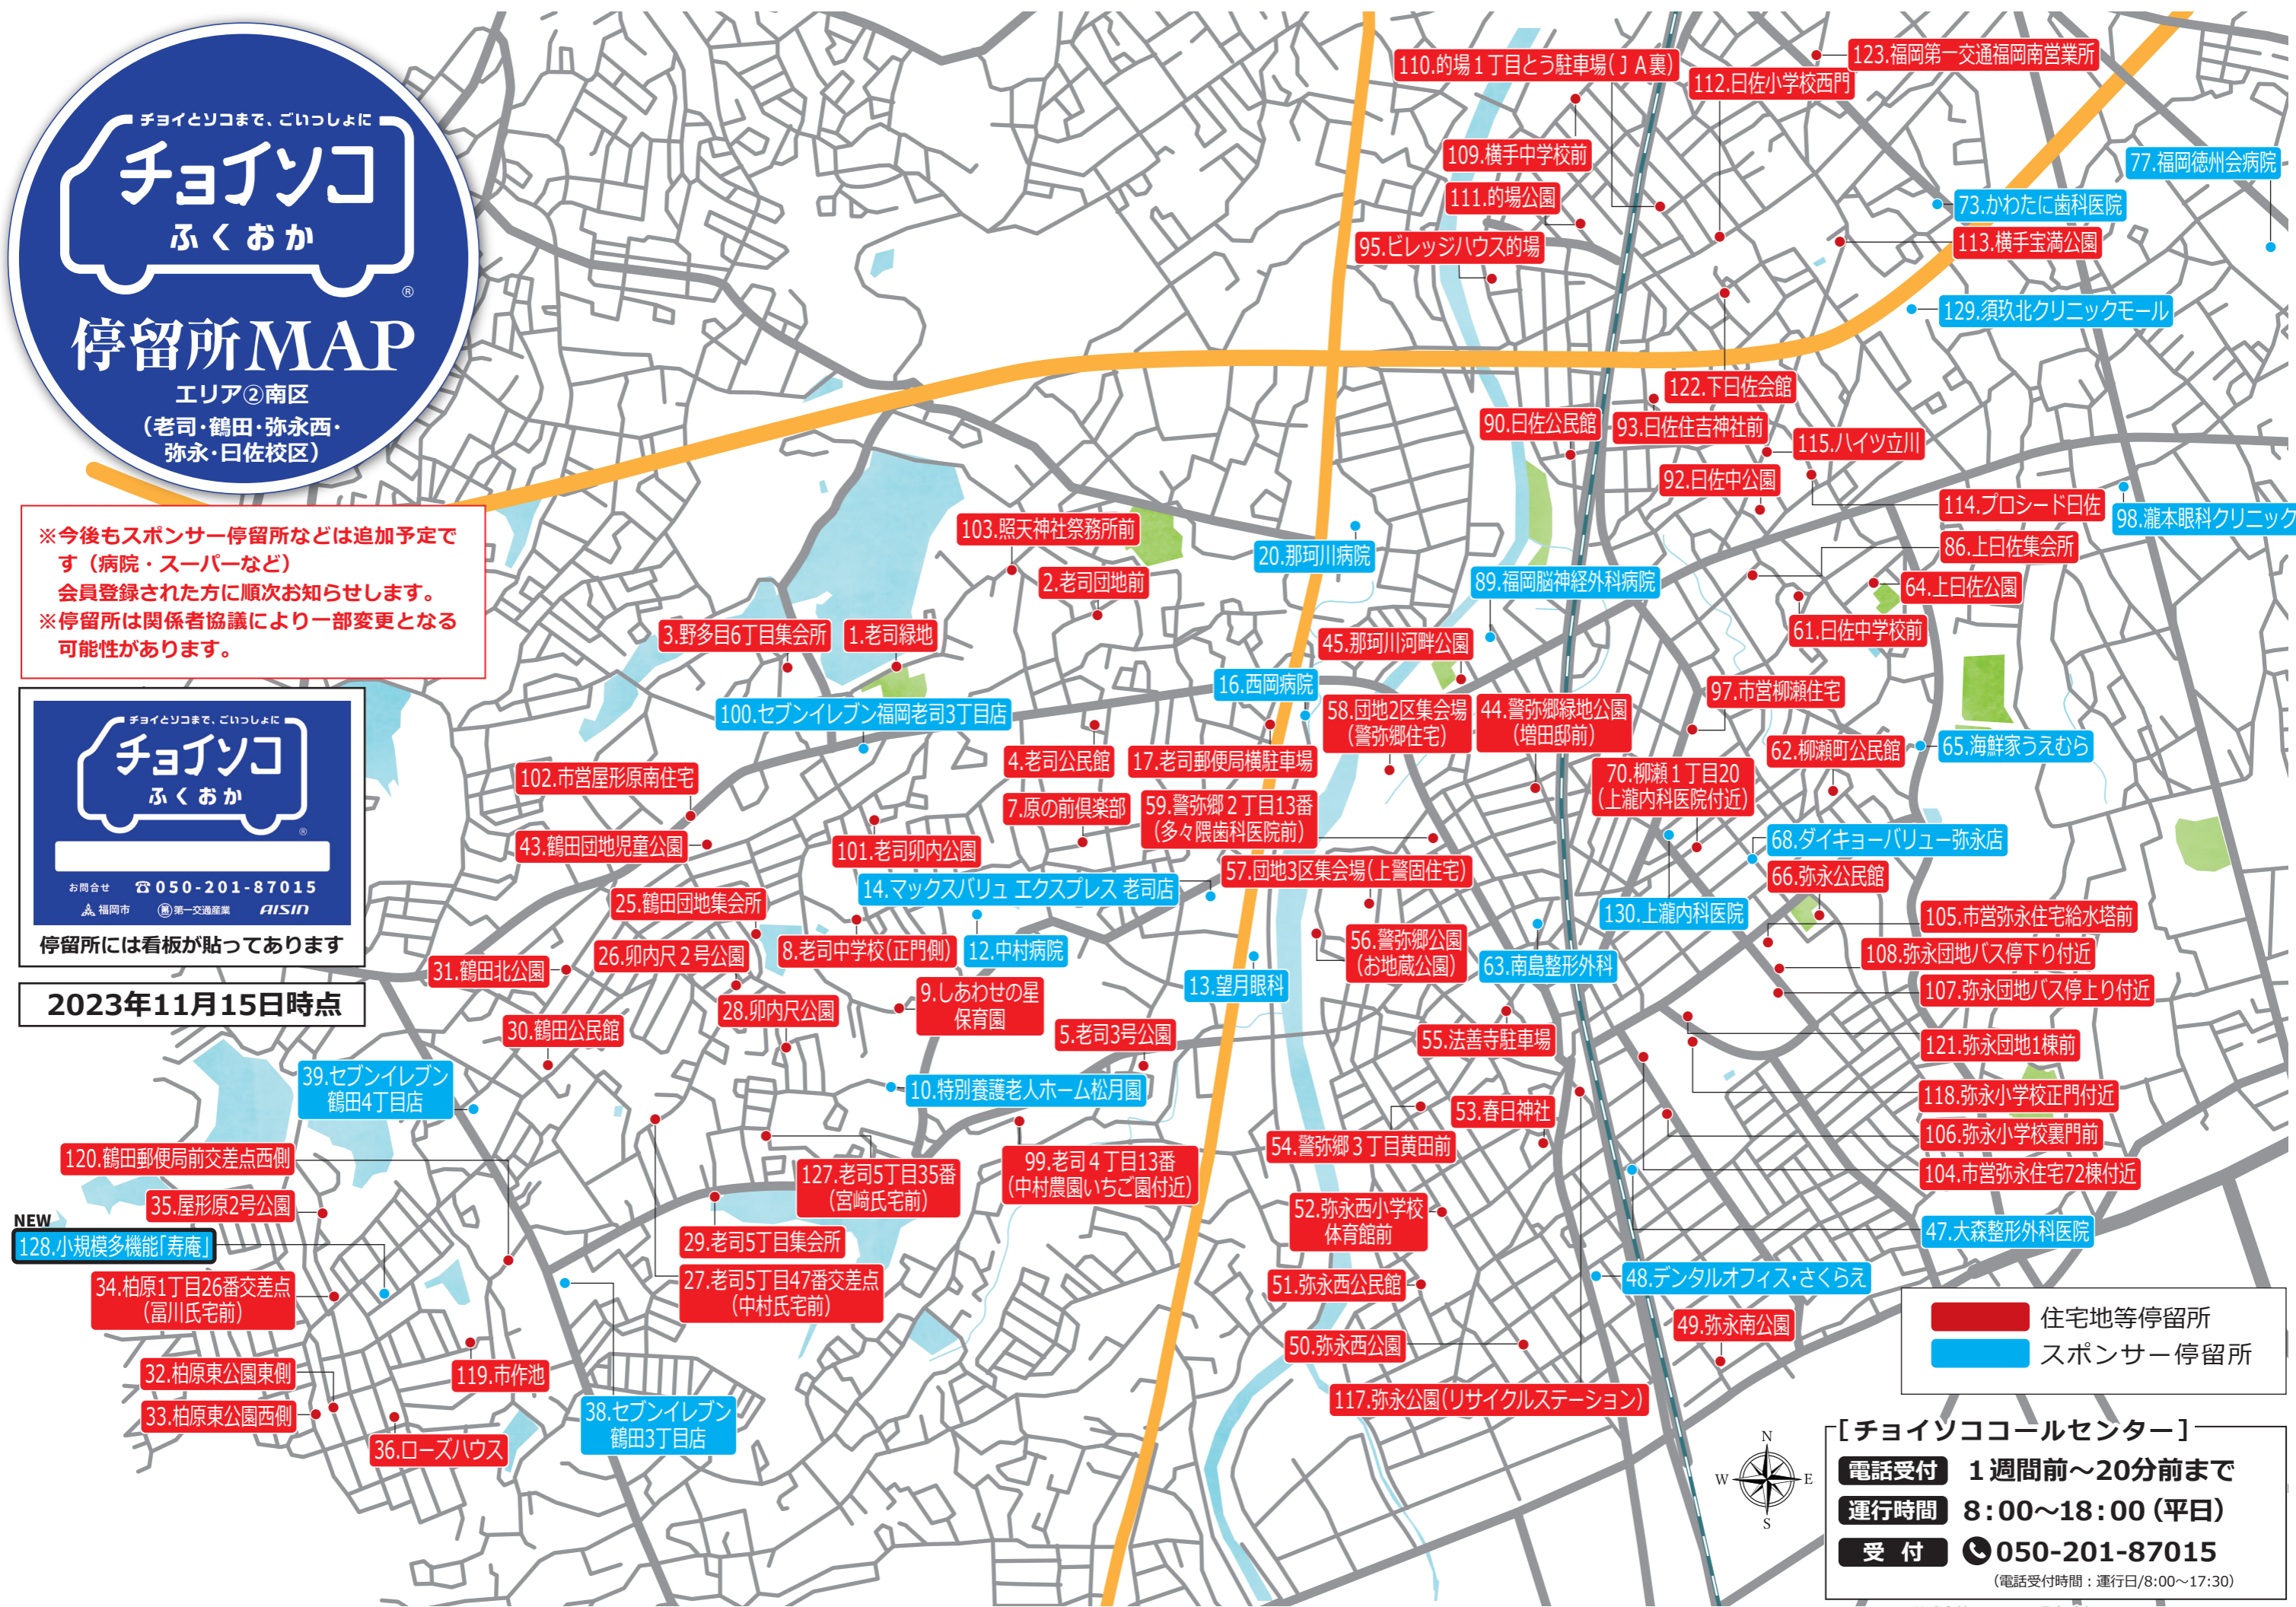 チョイとソコまで、ごいっしょに
チョイソコ
ふくおか
®
停留所MAP
エリア②南区
(老司・鶴田・弥永西・
弥永・曰佐校区)
※今後もスポンサー停留所などは追加予定で
す（病院・スーパーなど）
会員登録された方に順次お知らせします。
※停留所は関係者協議により一部変更となる
可能性があります。
チョイとソコまで、ごいっしょに
チョイソコ
ふくおか
®
お問合せ ☎050-201-87015
福岡市 第一交通産業 AISIN
停留所には看板が貼ってあります
2023年11月15日時点
110.的場１丁目とう駐車場(ＪＡ裏)
123.福岡第一交通福岡南営業所
112.曰佐小学校西門
109.横手中学校前
77.福岡徳州会病院
111.的場公園
73.かわたに歯科医院
95.ビレッジハウス的場
113.横手宝満公園
129.須玖北クリニックモール
122.下曰佐会館
90.曰佐公民館
93.曰佐住吉神社前
115.ハイツ立川
92.曰佐中公園
114.プロシード曰佐
98.瀧本眼科クリニック
103.照天神社祭務所前
20.那珂川病院
86.上曰佐集会所
2.老司団地前
89.福岡脳神経外科病院
64.上曰佐公園
3.野多目6丁目集会所
1.老司緑地
45.那珂川河畔公園
61.曰佐中学校前
16.西岡病院
97.市営柳瀬住宅
100.セブンイレブン福岡老司3丁目店
58.団地2区集会場
(警弥郷住宅)
44.警弥郷緑地公園
(増田邸前)
4.老司公民館
17.老司郵便局横駐車場
62.柳瀬町公民館
65.海鮮家うえむら
102.市営屋形原南住宅
70.柳瀬１丁目20
(上瀧内科医院付近)
7.原の前倶楽部
59.警弥郷２丁目13番
(多々隈歯科医院前)
43.鶴田団地児童公園
101.老司卯内公園
68.ダイキョーバリュー弥永店
57.団地3区集会場(上警固住宅)
14.マックスバリュ エクスプレス 老司店
66.弥永公民館
25.鶴田団地集会所
130.上瀧内科医院
105.市営弥永住宅給水塔前
26.卯内尺２号公園
8.老司中学校(正門側)
12.中村病院
56.警弥郷公園
(お地蔵公園)
108.弥永団地バス停下り付近
31.鶴田北公園
63.南島整形外科
13.望月眼科
107.弥永団地バス停上り付近
9.しあわせの星
保育園
28.卯内尺公園
30.鶴田公民館
5.老司3号公園
55.法善寺駐車場
121.弥永団地1棟前
39.セブンイレブン
鶴田4丁目店
10.特別養護老人ホーム松月園
118.弥永小学校正門付近
53.春日神社
106.弥永小学校裏門前
120.鶴田郵便局前交差点西側
54.警弥郷３丁目黄田前
127.老司5丁目35番
(宮﨑氏宅前)
99.老司４丁目13番
(中村農園いちご園付近)
104.市営弥永住宅72棟付近
35.屋形原2号公園
52.弥永西小学校
体育館前
47.大森整形外科医院
NEW
128.小規模多機能｢寿庵｣
29.老司5丁目集会所
48.デンタルオフィス・さくらえ
34.柏原1丁目26番交差点
(冨川氏宅前)
27.老司5丁目47番交差点
(中村氏宅前)
51.弥永西公民館
49.弥永南公園
50.弥永西公園
32.柏原東公園東側
119.市作池
117.弥永公園(リサイクルステーション)
33.柏原東公園西側
38.セブンイレブン
鶴田3丁目店
36.ローズハウス
住宅地等停留所
スポンサー停留所
N
W E
S
[チョイソココールセンター]
電話受付 １週間前～20分前まで
運行時間 8：00～18：00（平日）
受 付 050-201-87015
（電話受付時間：運行日/8:00～17:30）